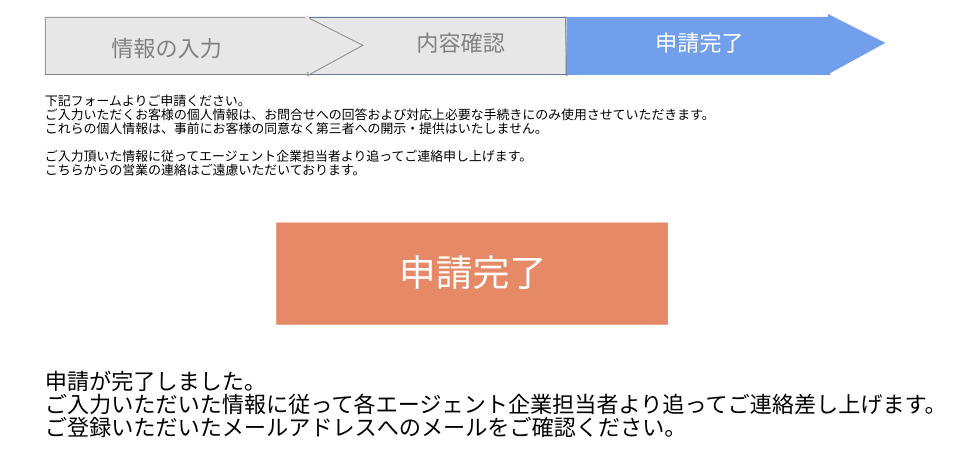 情報の入力
内容確認
申請完了
下記フォームよりご申請ください。
ご入力いただくお客様の個人情報は、お問合せへの回答および対応上必要な手続きにのみ使用させていただきます。
これらの個人情報は、事前にお客様の同意なく第三者への開示・提供はいたしません。
ご入力頂いた情報に従ってエージェント企業担当者より追ってご連絡申し上げます。
こちらからの営業の連絡はご遠慮いただいております。
申請完了
申請が完了しました。
ご入力いただいた情報に従って各エージェント企業担当者より追ってご連絡差し上げます。
ご登録いただいたメールアドレスへのメールをご確認ください。